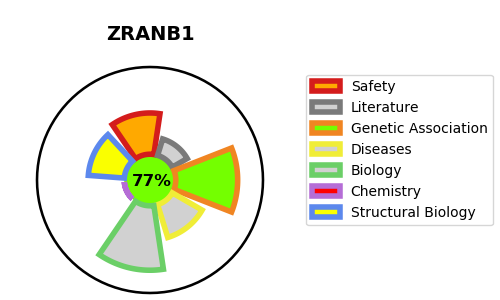 ZRANB1
77%
Safety
Literature
Genetic Association
Diseases
Biology
Chemistry
Structural Biology